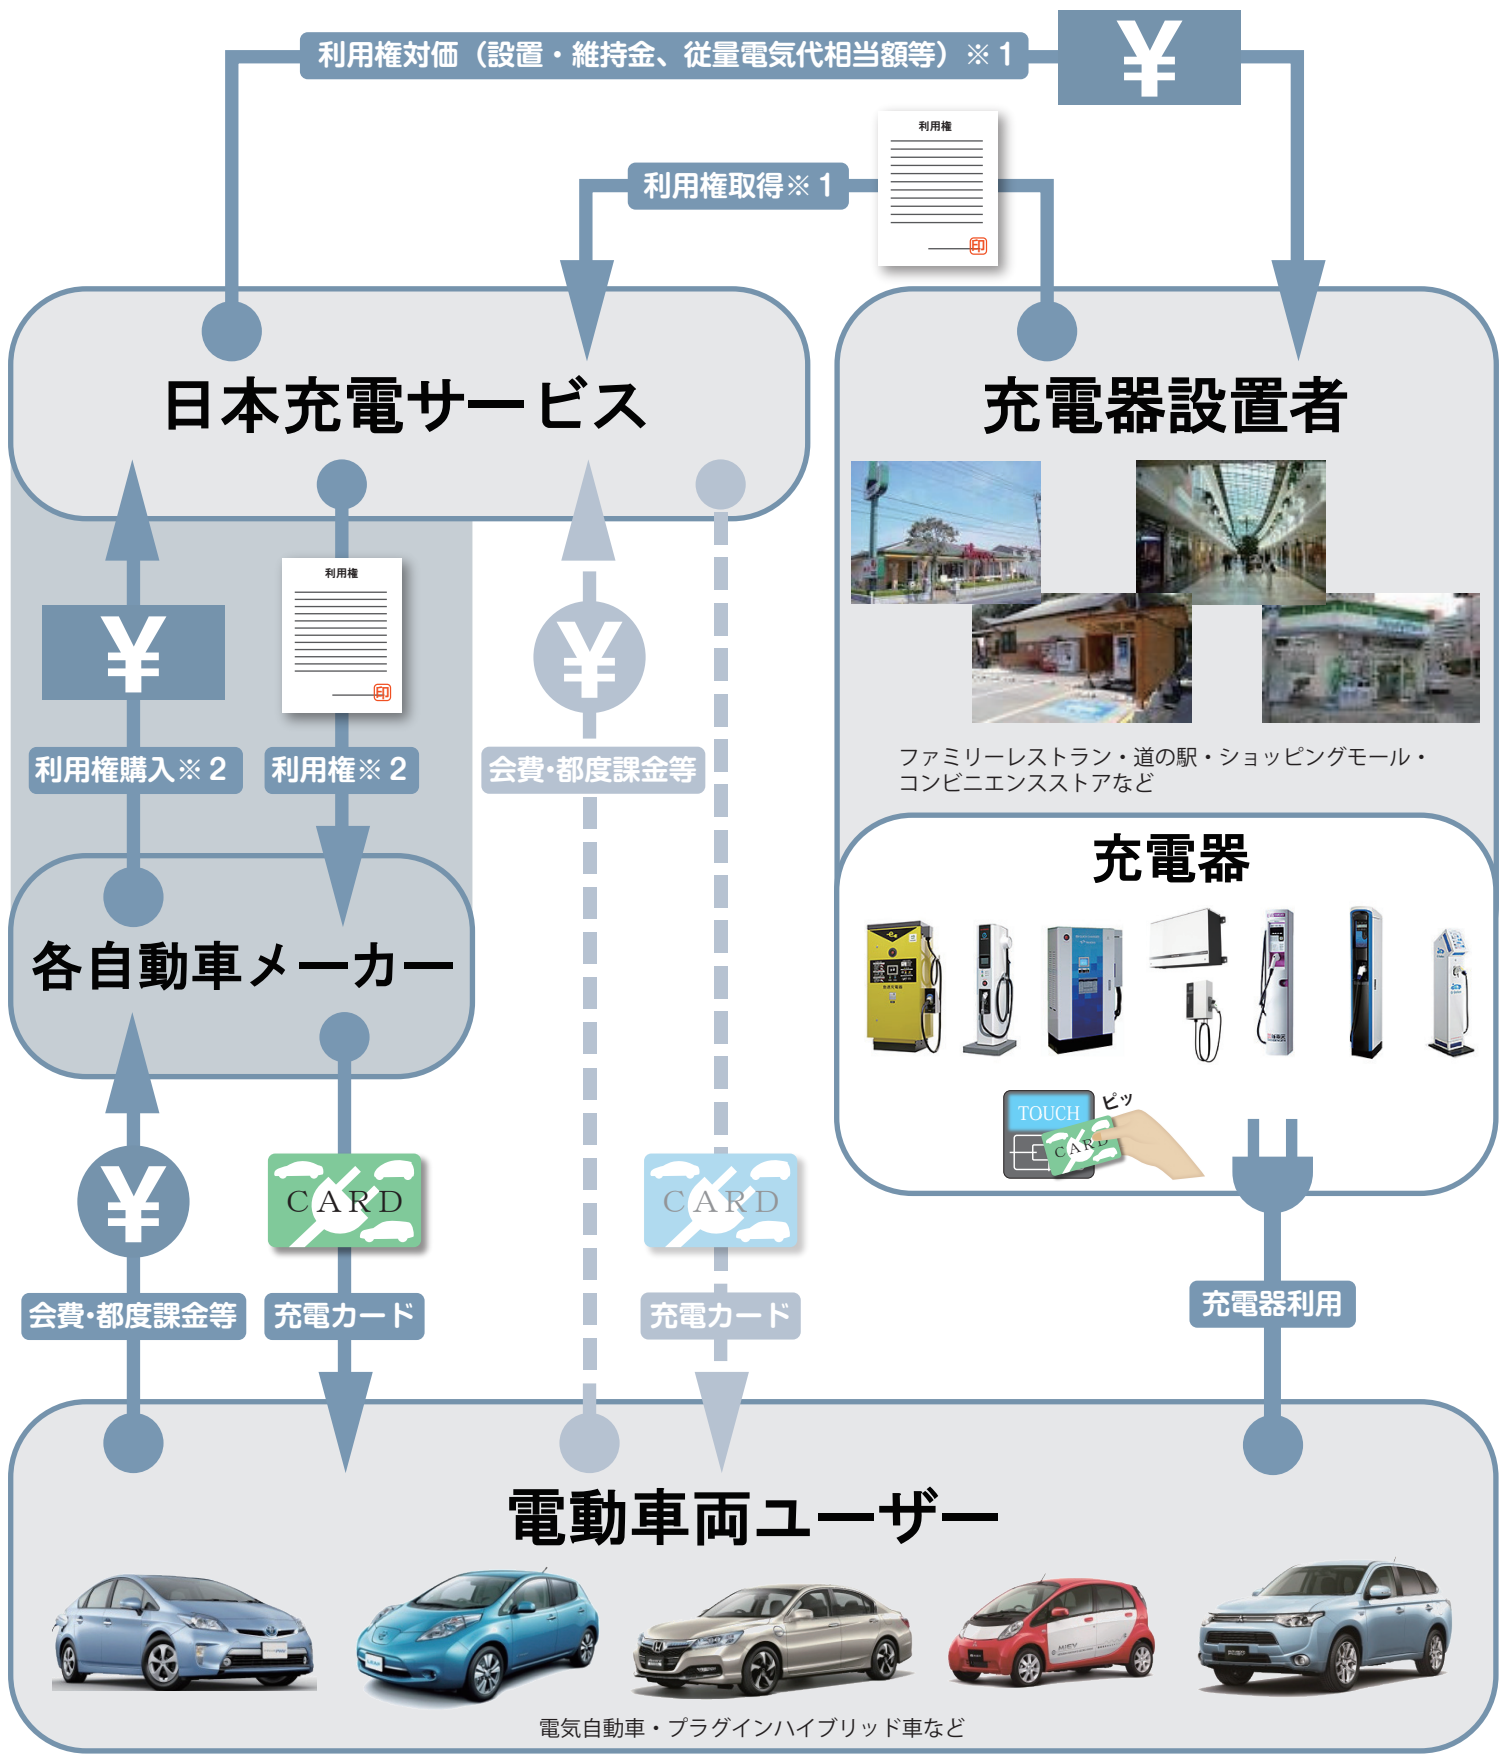 利用権対価（設置・維持金、従量電気代相当額等）※１
¥
利用権
印
利用権取得※１
日本充電サービス
充電器設置者
¥
利用権
印
¥
利用権購入※２
利用権※２
会費・都度課金等
ファミリーレストラン・道の駅・ショッピングモール・
コンビニエンスストアなど
充電器
各自動車メーカー
TOUCH
ピッ
CARD
¥
CARD
CARD
会費・都度課金等
充電カード
充電カード
充電器利用
電動車両ユーザー
電気自動車・プラグインハイブリッド車など